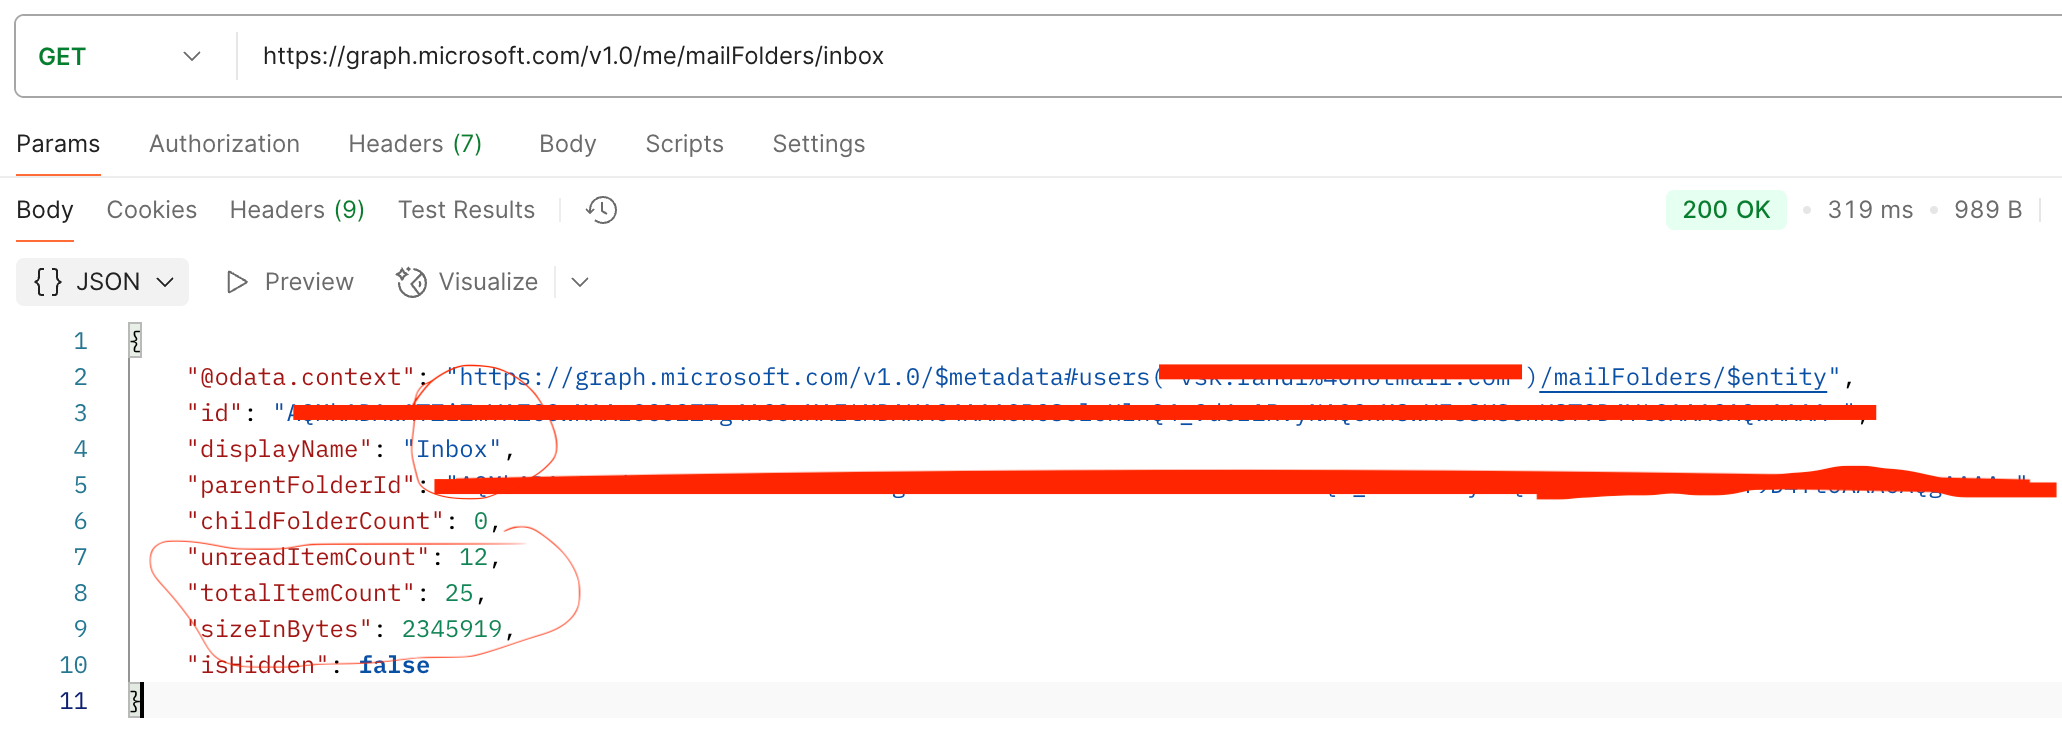 GET https://graph.microsoft.com/v1.0/me/mailFolders/inbox
Params Authorization Headers (7) Body Scripts Settings
Body Cookies Headers (9) Test Results 200 OK • 319 ms • 989 B
{} JSON Preview Visualize
1 {
2 "@odata.context": "https://graph.microsoft.com/v1.0/$metadata#users( )/mailFolders/$entity",
3 "id": "
4 "displayName": "Inbox",
5 "parentFolderId": "
6 "childFolderCount": 0,
7 "unreadItemCount": 12,
8 "totalItemCount": 25,
9 "sizeInBytes": 2345919,
10 "isHidden": false
11 }